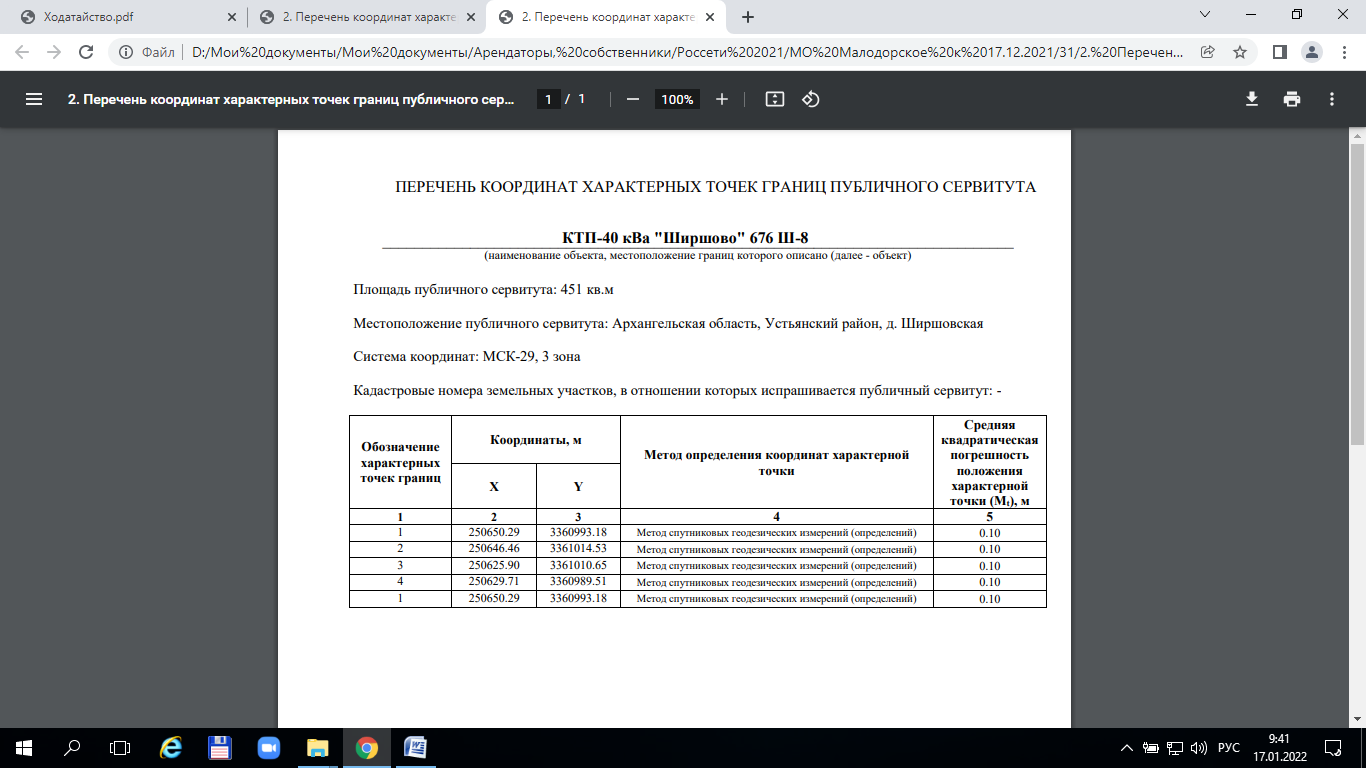 Ходатайство.pdf
2. Перечень координат характе
2. Перечень координат характе
Файл
D:/Мои%20документы/Мои%20документы/Арендаторы,%20собственники/Россети%202021/МО%20Малодорское%20к%2017.12.2021/31/2.%20Перечен...
2. Перечень координат характерных точек границ публичного сер...
1 / 1
100%
ПЕРЕЧЕНЬ КООРДИНАТ ХАРАКТЕРНЫХ ТОЧЕК ГРАНИЦ ПУБЛИЧНОГО СЕРВИТУТА
КТП-40 кВа "Ширшово" 676 Ш-8
(наименование объекта, местоположение границ которого описано (далее - объект)
Площадь публичного сервитута: 451 кв.м
Местоположение публичного сервитута: Архангельская область, Устьянский район, д. Ширшовская
Система координат: МСК-29, 3 зона
Кадастровые номера земельных участков, в отношении которых испрашивается публичный сервитут: -
Обозначение
характерных
точек границ
Координаты, м
X Y
Метод определения координат характерной
точки
Средняя
квадратическая
погрешность
положения
характерной
точки (Mt), м
1 2 3 4 5
1 250650.29 3360993.18 Метод спутниковых геодезических измерений (определений) 0.10
2 250646.46 3361014.53 Метод спутниковых геодезических измерений (определений) 0.10
3 250625.90 3361010.65 Метод спутниковых геодезических измерений (определений) 0.10
4 250629.71 3360989.51 Метод спутниковых геодезических измерений (определений) 0.10
1 250650.29 3360993.18 Метод спутниковых геодезических измерений (определений) 0.10
РУС
9:41
17.01.2022